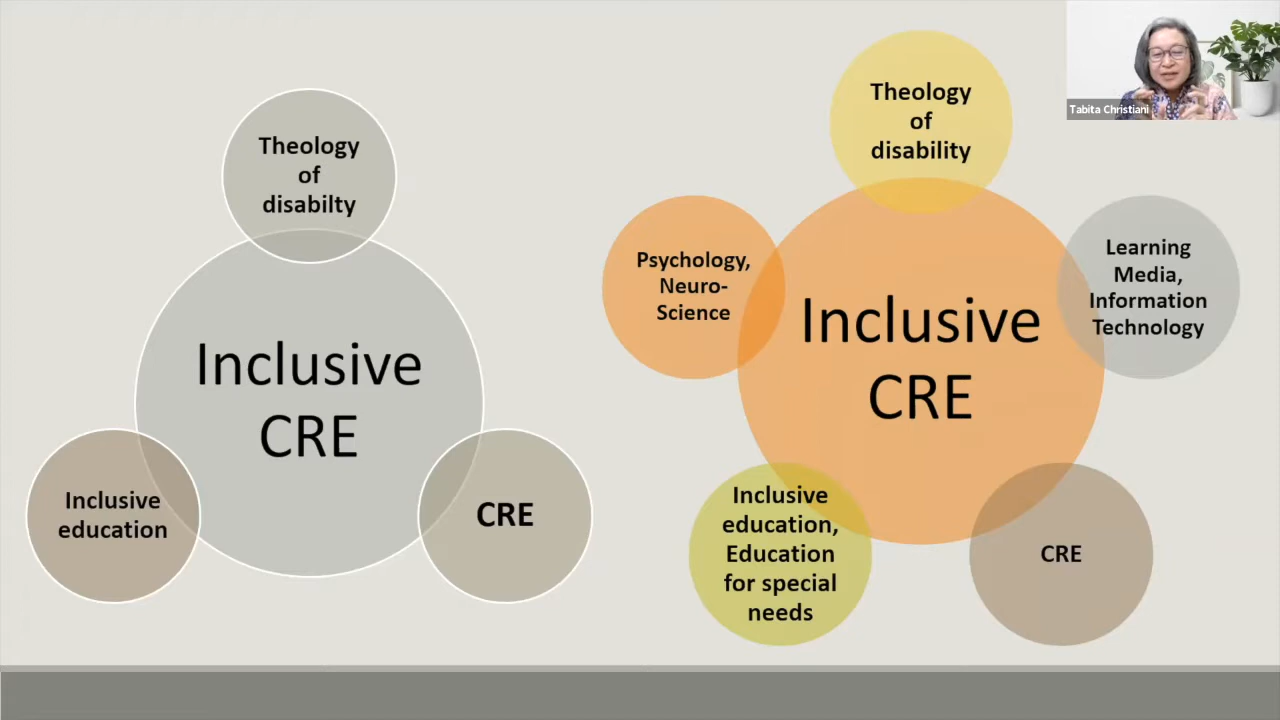 Theology
of
disabilty
Inclusive
CRE
Inclusive
education
CRE
Theology
of
disability
Psychology,
Neuro-
Science
Learning
Media,
Information
Technology
Inclusive
CRE
Inclusive
education,
Education
for special
needs
CRE
Tabita Christiani